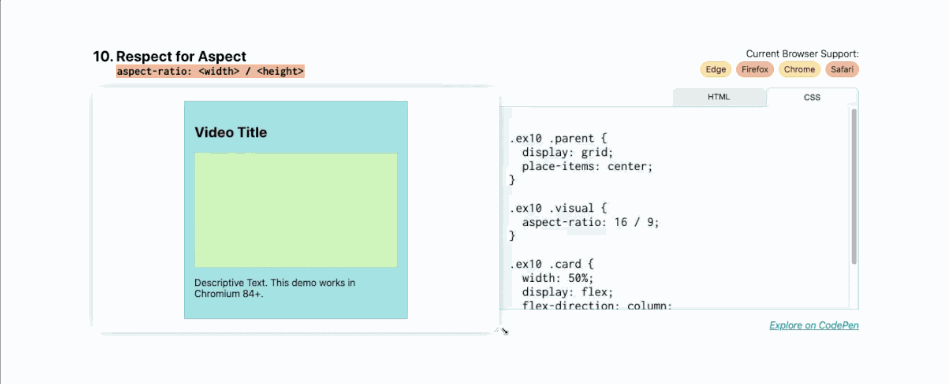 10. Respect for Aspect
aspect-ratio: <width> / <height>
Current Browser Support:
Edge Firefox Chrome Safari
HTML CSS
Video Title
Descriptive Text. This demo works in
Chromium 84+.
.ex10 .parent {
display: grid;
place-items: center;
}
.ex10 .visual {
aspect-ratio: 16 / 9;
}
.ex10 .card {
width: 50%;
display: flex;
flex-direction: column;
Explore on CodePen